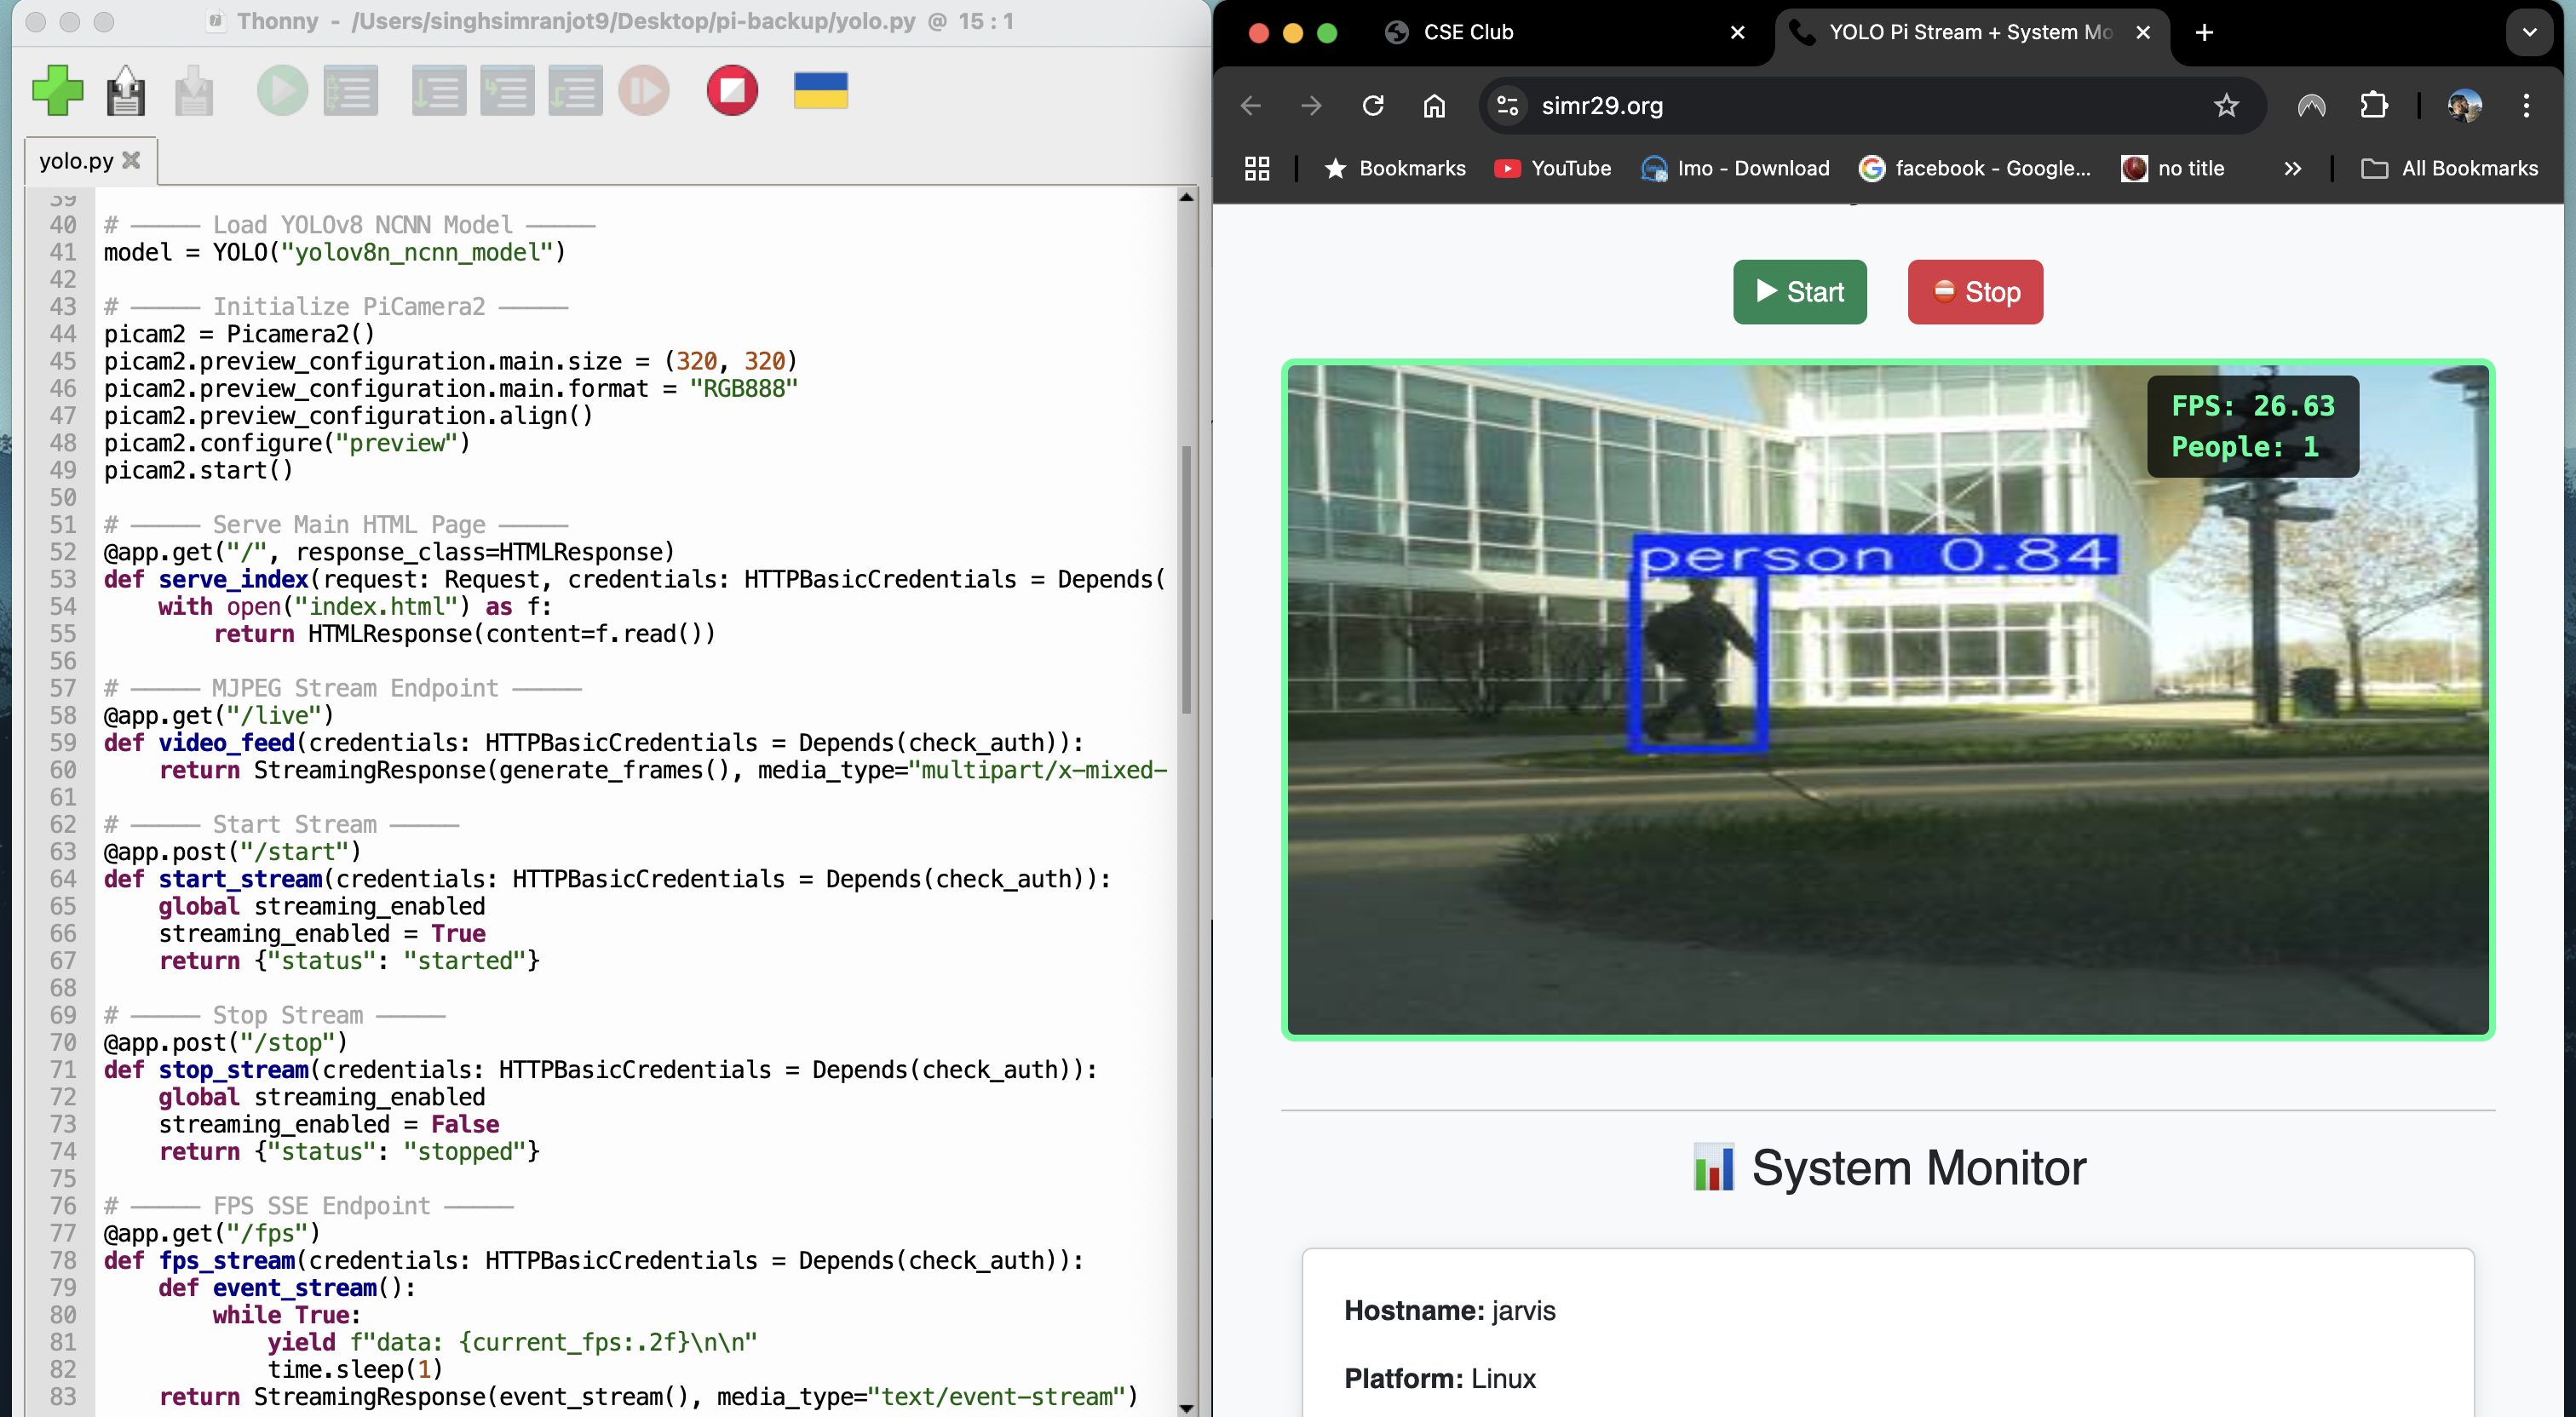 Thonny - /Users/singhsimranjot9/Desktop/pi-backup/yolo.py @ 15 : 1
yolo.py
39
40 # ——––– Load YOLOv8 NCNN Model ——–––
41 model = YOLO("yolov8n_ncnn_model")
42
43 # ——––– Initialize PiCamera2 ——–––
44 picam2 = Picamera2()
45 picam2.preview_configuration.main.size = (320, 320)
46 picam2.preview_configuration.main.format = "RGB888"
47 picam2.preview_configuration.align()
48 picam2.configure("preview")
49 picam2.start()
50
51 # ——––– Serve Main HTML Page ——–––
52 @app.get("/", response_class=HTMLResponse)
53 def serve_index(request: Request, credentials: HTTPBasicCredentials = Depends(
54 with open("index.html") as f:
55 return HTMLResponse(content=f.read())
56
57 # ——––– MJPEG Stream Endpoint ——–––
58 @app.get("/live")
59 def video_feed(credentials: HTTPBasicCredentials = Depends(check_auth)):
60 return StreamingResponse(generate_frames(), media_type="multipart/x-mixed-
61
62 # ——––– Start Stream ——–––
63 @app.post("/start")
64 def start_stream(credentials: HTTPBasicCredentials = Depends(check_auth)):
65 global streaming_enabled
66 streaming_enabled = True
67 return {"status": "started"}
68
69 # ——––– Stop Stream ——–––
70 @app.post("/stop")
71 def stop_stream(credentials: HTTPBasicCredentials = Depends(check_auth)):
72 global streaming_enabled
73 streaming_enabled = False
74 return {"status": "stopped"}
75
76 # ——––– FPS SSE Endpoint ——–––
77 @app.get("/fps")
78 def fps_stream(credentials: HTTPBasicCredentials = Depends(check_auth)):
79 def event_stream():
80 while True:
81 yield f"data: {current_fps:.2f}\n\n"
82 time.sleep(1)
83 return StreamingResponse(event_stream(), media_type="text/event-stream")
CSE Club
YOLO Pi Stream + System Mo
simr29.org
Bookmarks YouTube Imo - Download facebook - Google... no title » All Bookmarks
▶ Start ⛔ Stop
FPS: 26.63
People: 1
person 0.84
📊 System Monitor
Hostname: jarvis
Platform: Linux